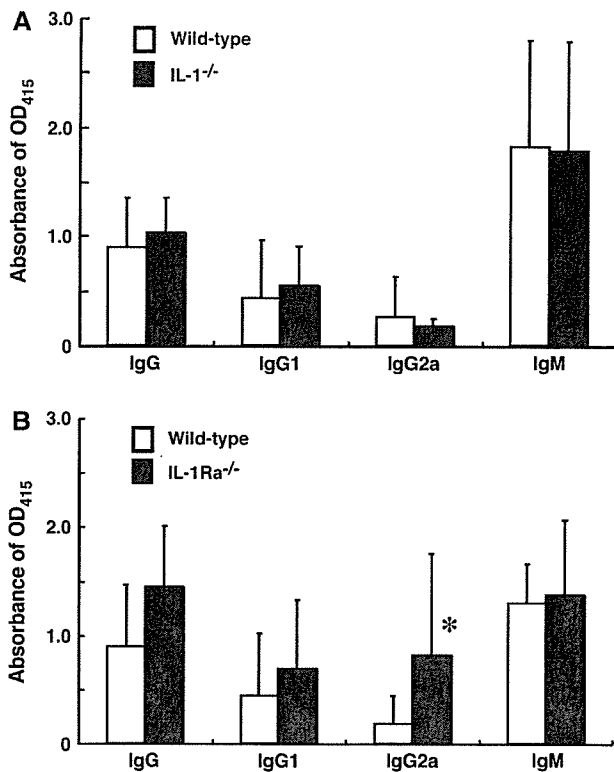 A
3.0
Wild-type
IL-1-/-
Absorbance of OD415
2.0
1.0
0
IgG
IgG1
IgG2a
IgM
B
3.0
Wild-type
IL-1Ra-/-
Absorbance of OD415
2.0
1.0
*
0
IgG
IgG1
IgG2a
IgM